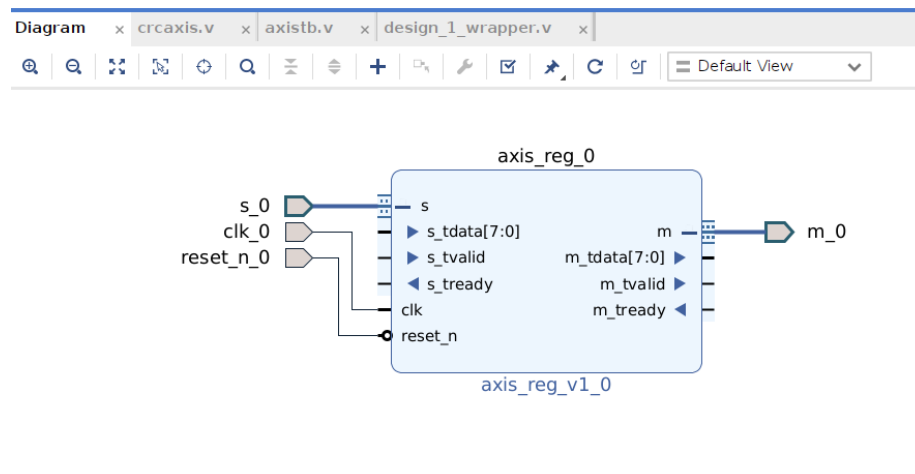 Diagram × crcaxis.v × axistb.v × design_1_wrapper.v ×
Default View
axis_reg_0
s_0
clk_0
reset_n_0
s
s_tdata[7:0]
s_tvalid
s_tready
clk
reset_n
m
m_tdata[7:0]
m_tvalid
m_tready
m_0
axis_reg_v1_0